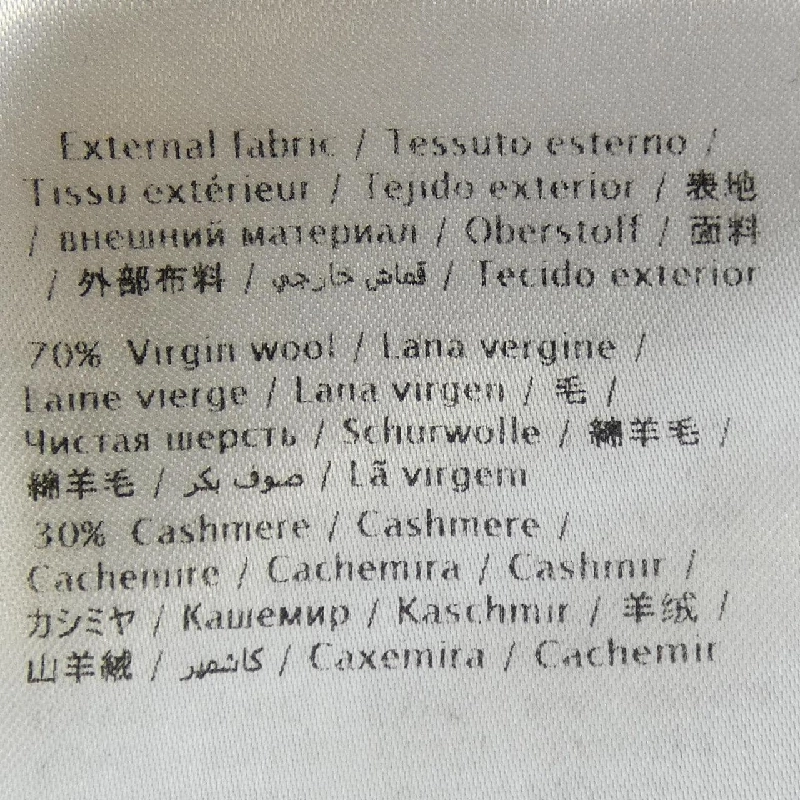 External fabric / Tessuto esterno /
Tissu extérieur / Tejido exterior / 表地
/ внешний материал / Oberstoff / 面料
/ 外部布料 / قماش خارجي / Tecido exterior
70% Virgin wool / Lana vergine /
Laine vierge / Lana virgen / 毛 /
Чистая шерсть / Schurwolle / 綿羊毛 /
綿羊毛 / صوف بكر / Lã virgem
30% Cashmere / Cashmere /
Cachemire / Cachemira / Cashmir /
カシミヤ / Кашемир / Kaschmir / 羊绒 /
山羊絨 / كاشمير / Caxemira / Cachemir